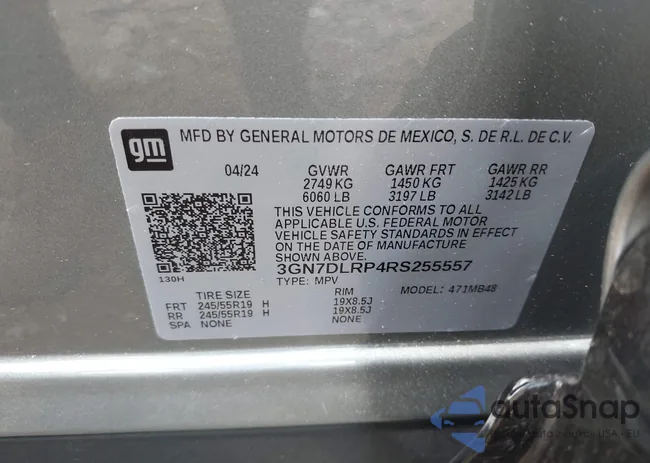 gm
MFD BY GENERAL MOTORS DE MEXICO, S. DE R.L. DE C.V.
04/24 GVWR GAWR FRT GAWR RR
2749 KG 1450 KG 1425 KG
6060 LB 3197 LB 3142 LB
THIS VEHICLE CONFORMS TO ALL
APPLICABLE U.S. FEDERAL MOTOR
VEHICLE SAFETY STANDARDS IN EFFECT
ON THE DATE OF MANUFACTURE
SHOWN ABOVE.
130H
3GN7DLRP4RS255557
TYPE: MPV MODEL: 471MB48
TIRE SIZE RIM
FRT 245/55R19 H 19X8.5J
RR 245/55R19 H 19X8.5J
SPA NONE NONE
autoSnap
USA - EU